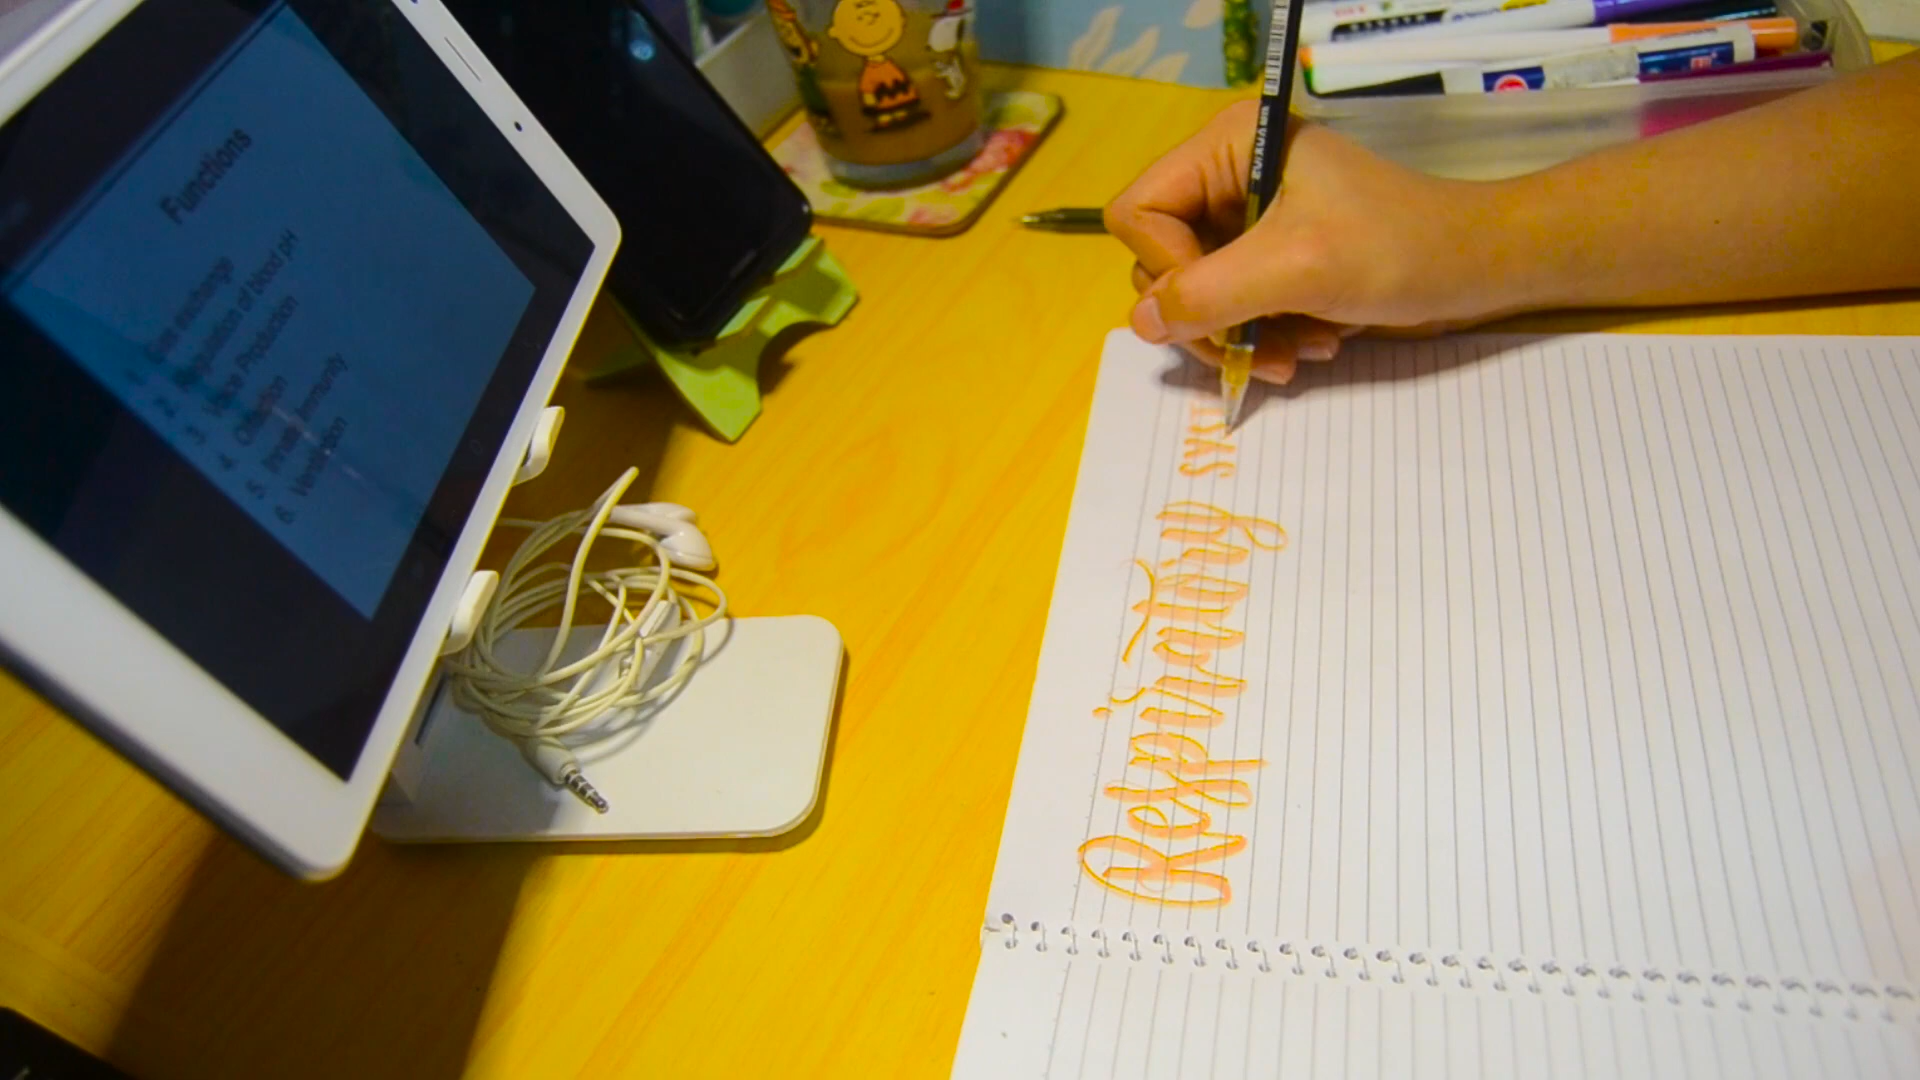 Functions
1. Gas exchange
2. Regulation of blood pH
3. Voice Production
4. Olfaction
5. Innate Immunity
6. Ventilation
Respiratory syst